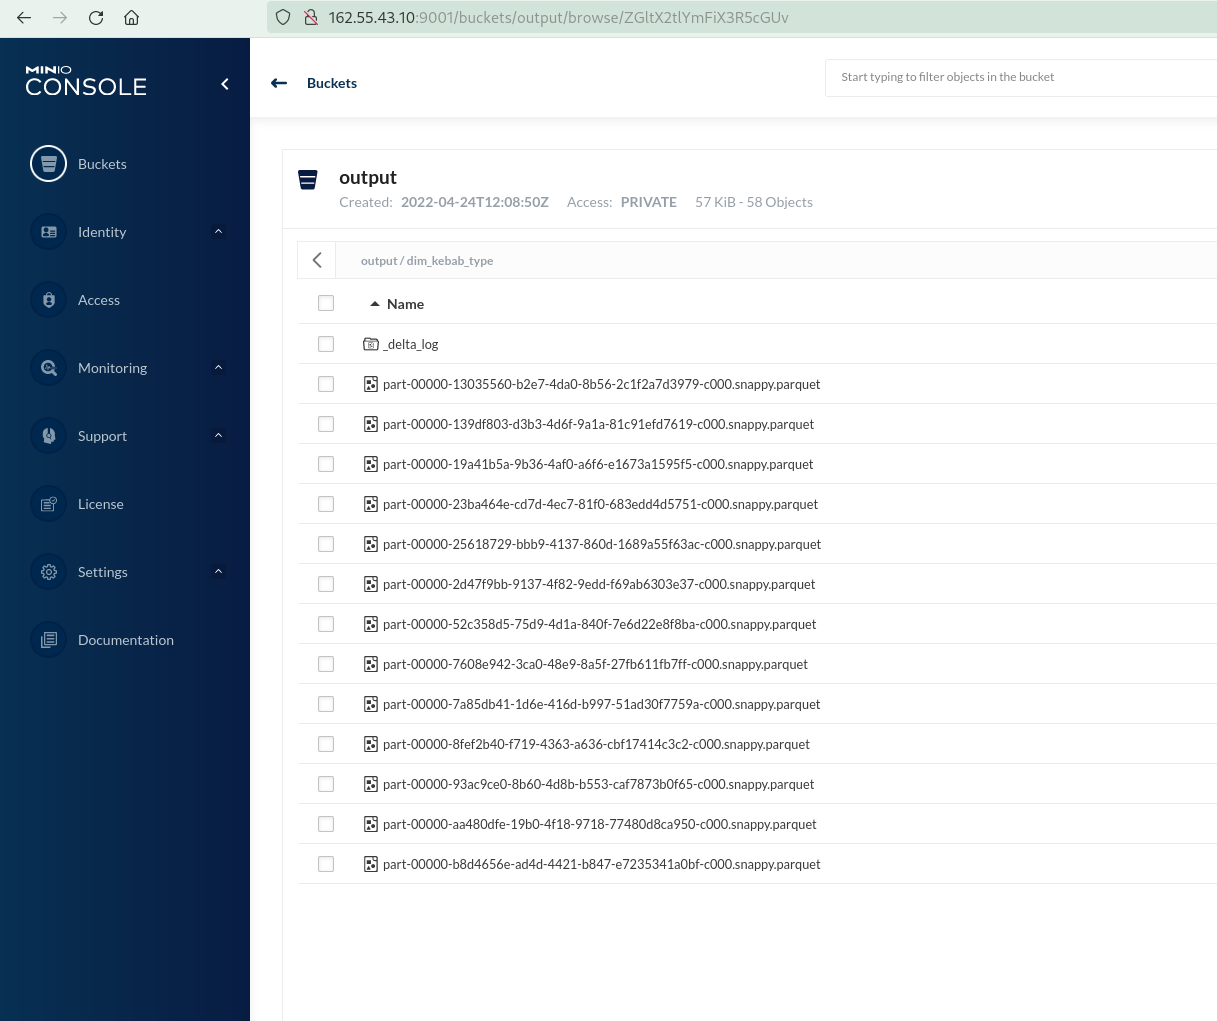 162.55.43.10:9001/buckets/output/browse/ZGltX2tlYmFiX3R5cGUv
MINIO
CONSOLE
Buckets
Identity
Access
Monitoring
Support
License
Settings
Documentation
Buckets
Start typing to filter objects in the bucket
output
Created: 2022-04-24T12:08:50Z Access: PRIVATE 57 KiB - 58 Objects
output / dim_kebab_type
Name
_delta_log
part-00000-13035560-b2e7-4da0-8b56-2c1f2a7d3979-c000.snappy.parquet
part-00000-139df803-d3b3-4d6f-9a1a-81c91efd7619-c000.snappy.parquet
part-00000-19a41b5a-9b36-4af0-a6f6-e1673a1595f5-c000.snappy.parquet
part-00000-23ba464e-cd7d-4ec7-81f0-683edd4d5751-c000.snappy.parquet
part-00000-25618729-bbb9-4137-860d-1689a55f63ac-c000.snappy.parquet
part-00000-2d47f9bb-9137-4f82-9edd-f69ab6303e37-c000.snappy.parquet
part-00000-52c358d5-75d9-4d1a-840f-7e6d22e8f8ba-c000.snappy.parquet
part-00000-7608e942-3ca0-48e9-8a5f-27fb611fb7ff-c000.snappy.parquet
part-00000-7a85db41-1d6e-416d-b997-51ad30f7759a-c000.snappy.parquet
part-00000-8fef2b40-f719-4363-a636-cbf17414c3c2-c000.snappy.parquet
part-00000-93ac9ce0-8b60-4d8b-b553-caf7873b0f65-c000.snappy.parquet
part-00000-aa480dfe-19b0-4f18-9718-77480d8ca950-c000.snappy.parquet
part-00000-b8d4656e-ad4d-4421-b847-e7235341a0bf-c000.snappy.parquet